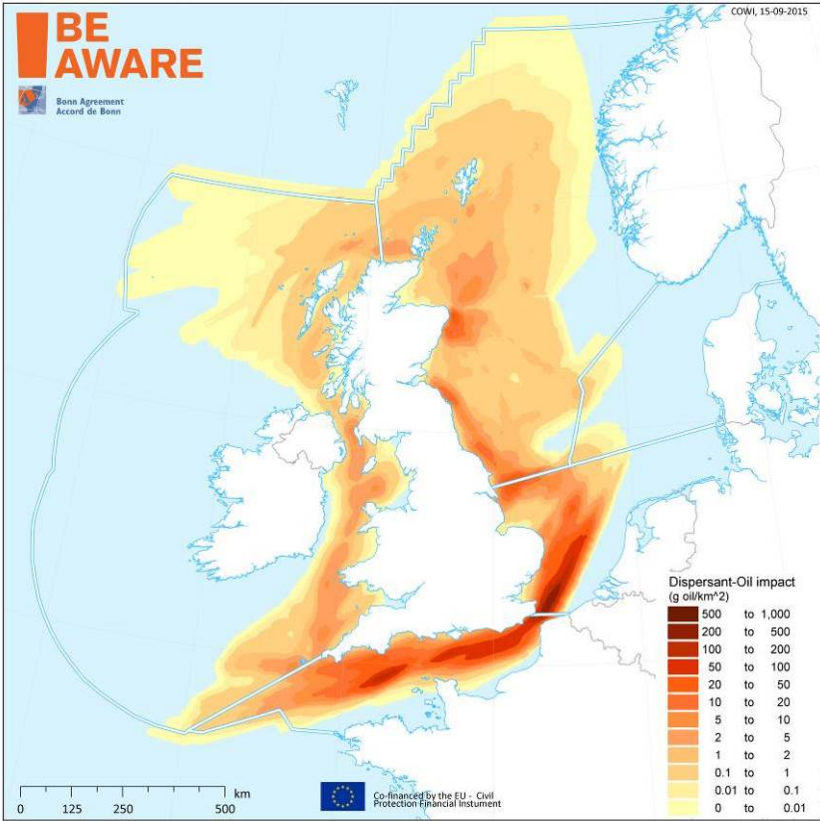 COWI, 15-09-2015
BE
AWARE
Bonn Agreement
Accord de Bonn
Dispersant-Oil impact
(g oil/km^2)
500 to 1,000
200 to 500
100 to 200
50 to 100
20 to 50
10 to 20
5 to 10
2 to 5
1 to 2
0.1 to 1
0.01 to 0.1
0 to 0.01
km
0 125 250 500
Co-financed by the EU - Civil
Protection Financial Instument